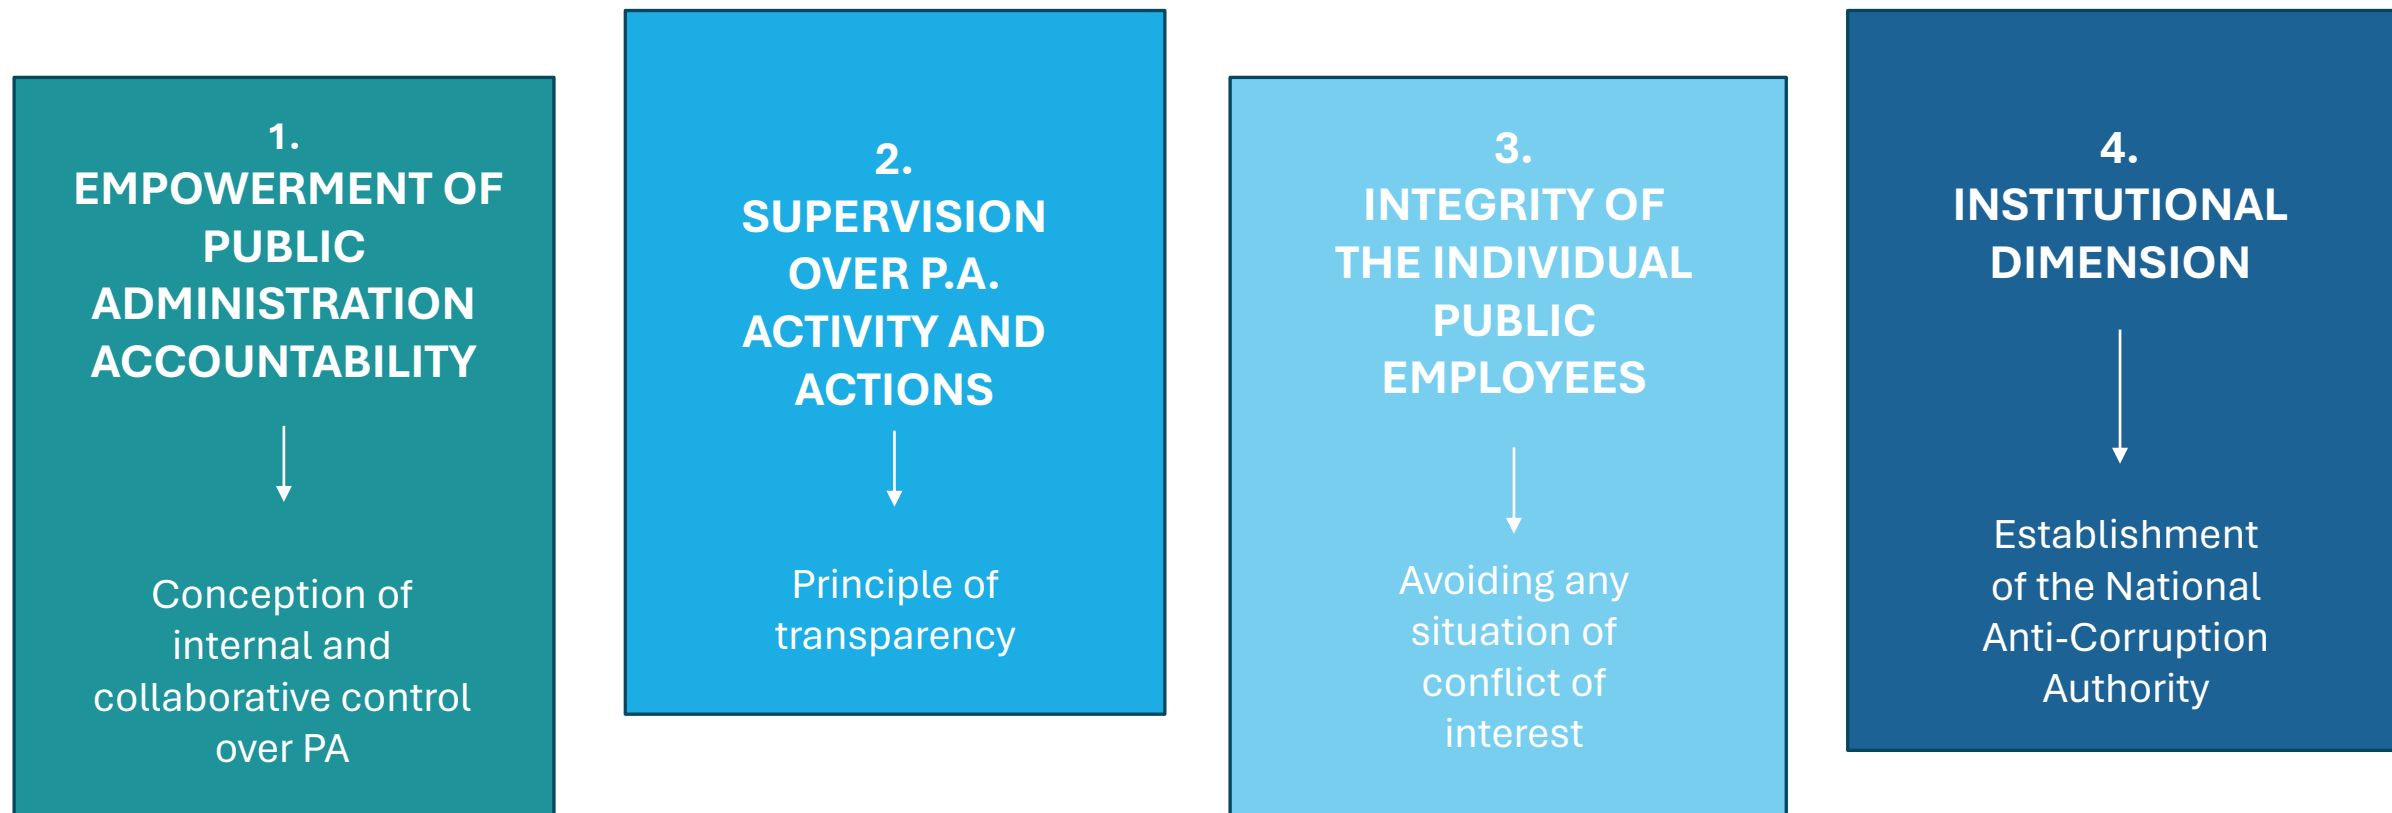 1.
EMPOWERMENT OF
PUBLIC
ADMINISTRATION
ACCOUNTABILITY
Conception of
internal and
collaborative control
over PA
2.
SUPERVISION
OVER P.A.
ACTIVITY AND
ACTIONS
Principle of
transparency
3.
INTEGRITY OF
THE INDIVIDUAL
PUBLIC
EMPLOYEES
Avoiding any
situation of
conflict of
interest
4.
INSTITUTIONAL
DIMENSION
Establishment
of the National
Anti-Corruption
Authority